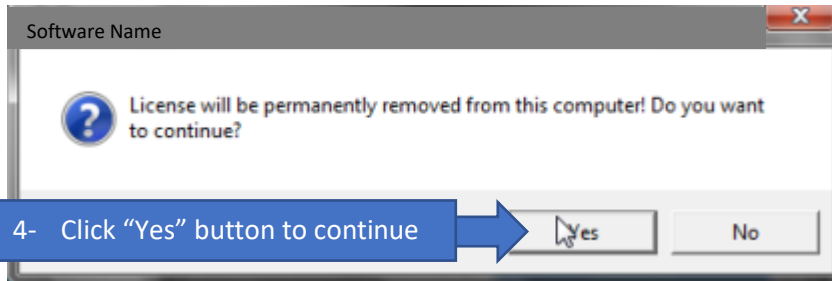 Software Name
License will be permanently removed from this computer! Do you want
to continue?
4- Click “Yes” button to continue
Yes
No